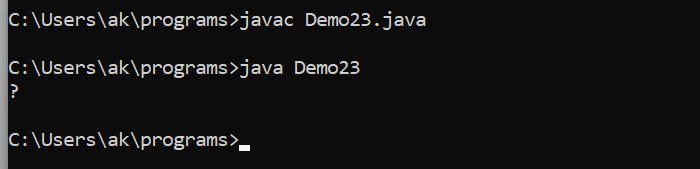 C:\Users\ak\programs>javac Demo23.java
C:\Users\ak\programs>java Demo23
?
C:\Users\ak\programs>